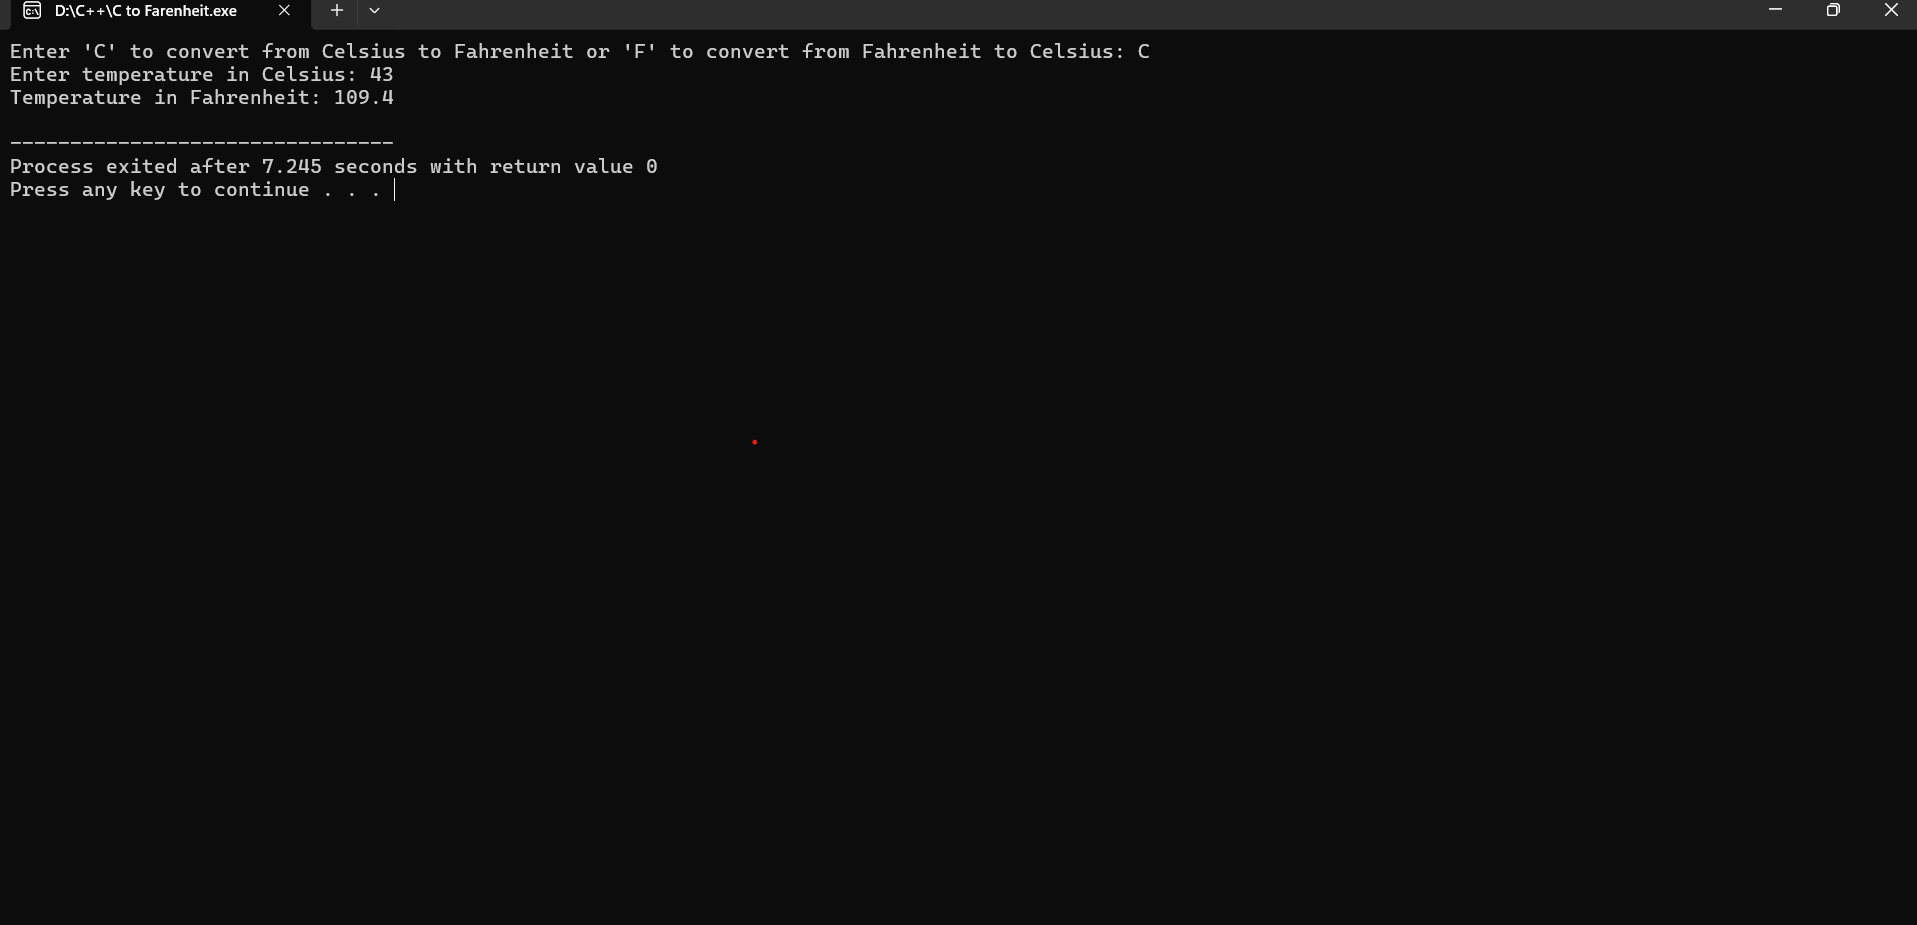 D:\C++\C to Farenheit.exe
Enter 'C' to convert from Celsius to Fahrenheit or 'F' to convert from Fahrenheit to Celsius: C
Enter temperature in Celsius: 43
Temperature in Fahrenheit: 109.4
--------------------------------
Process exited after 7.245 seconds with return value 0
Press any key to continue . . .